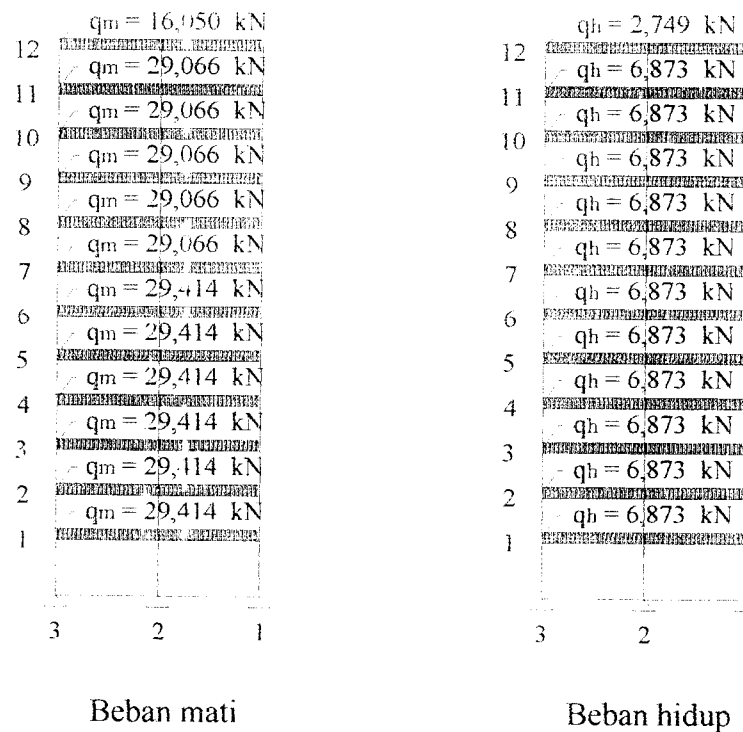 qm = 16,050 kN
12
qm = 29,066 kN
11
qm = 29,066 kN
10
qm = 29,066 kN
9
qm = 29,066 kN
8
qm = 29,066 kN
7
qm = 29,414 kN
6
qm = 29,414 kN
5
qm = 29,414 kN
4
qm = 29,414 kN
3
qm = 29,414 kN
2
qm = 29,414 kN
1
3 2 1
Beban mati
qh = 2,749 kN
12
qh = 6,873 kN
11
qh = 6,873 kN
10
qh = 6,873 kN
9
qh = 6,873 kN
8
qh = 6,873 kN
7
qh = 6,873 kN
6
qh = 6,873 kN
5
qh = 6,873 kN
4
qh = 6,873 kN
3
qh = 6,873 kN
2
qh = 6,873 kN
1
3 2
Beban hidup